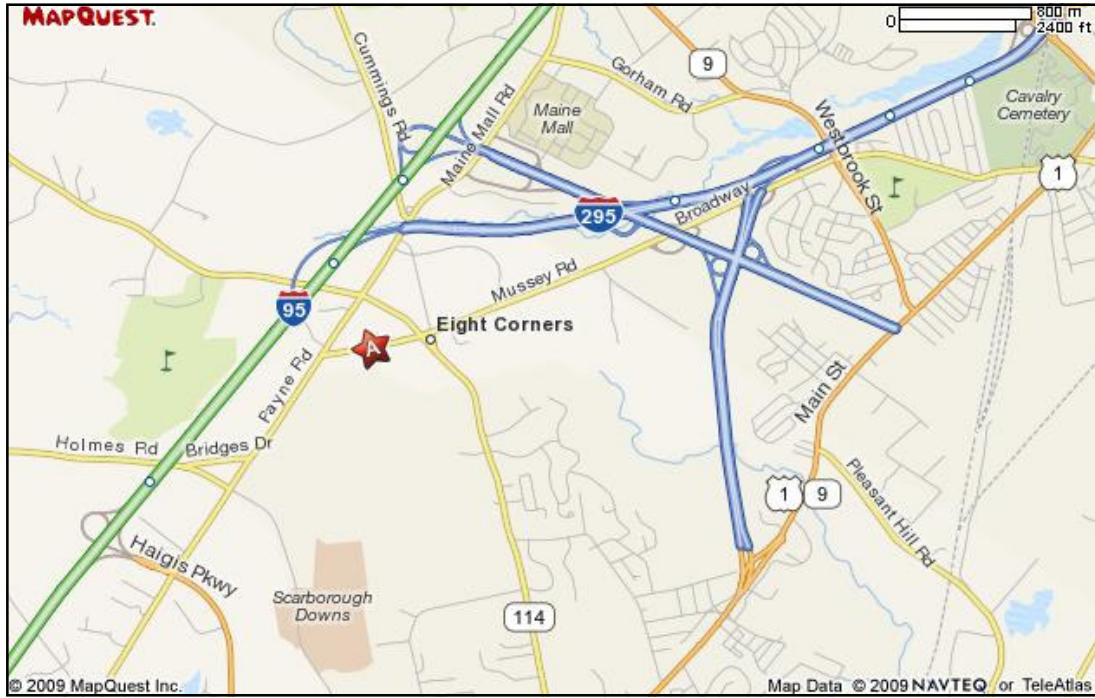 MAPQUEST.
0
800 m
2400 ft
Cummings Rd
Maine Mall Rd
Gorham Rd
9
Maine
Mall
Westbrook St
Cavalry
Cemetery
1
295
Broadway
Mussey Rd
95
Eight Corners
A
Payne Rd
Main St
Holmes Rd
Bridges Dr
1
9
Pleasant Hill Rd
Haigis Pkwy
Scarborough
Downs
114
© 2009 MapQuest Inc.
Map Data © 2009 NAVTEQ or TeleAtlas